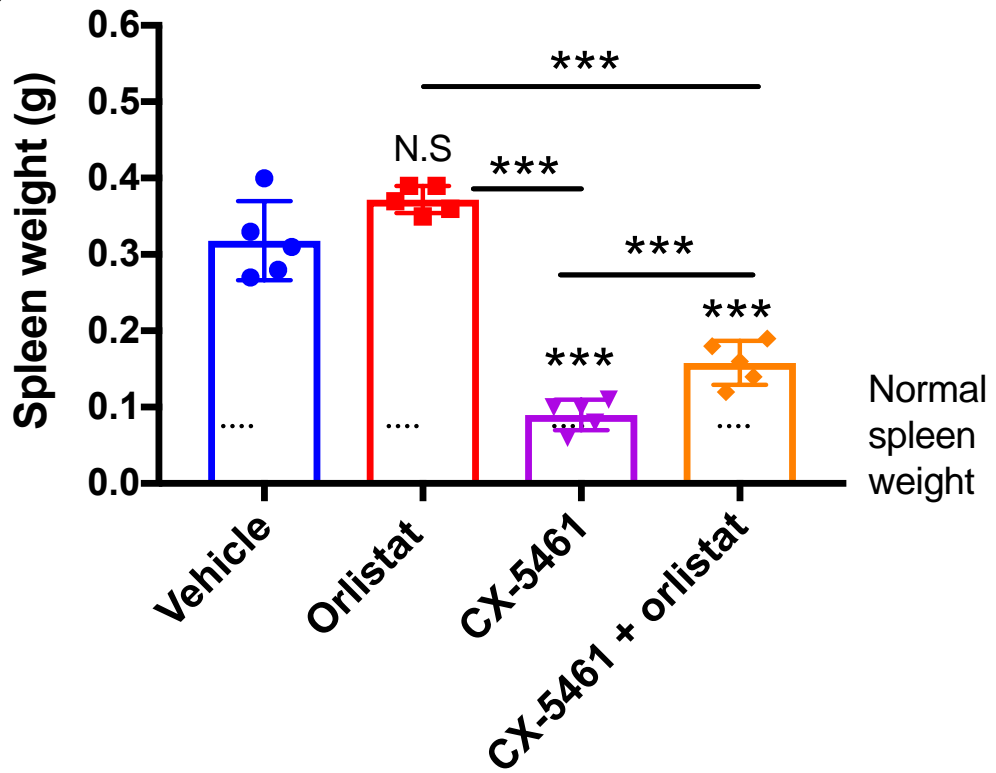 Spleen weight (g)
0.6
0.5
0.4
0.3
0.2
0.1
0.0
***
N.S
***
***
***
***
Normal
spleen
weight
Vehicle
Orlistat
CX-5461
CX-5461 + orlistat